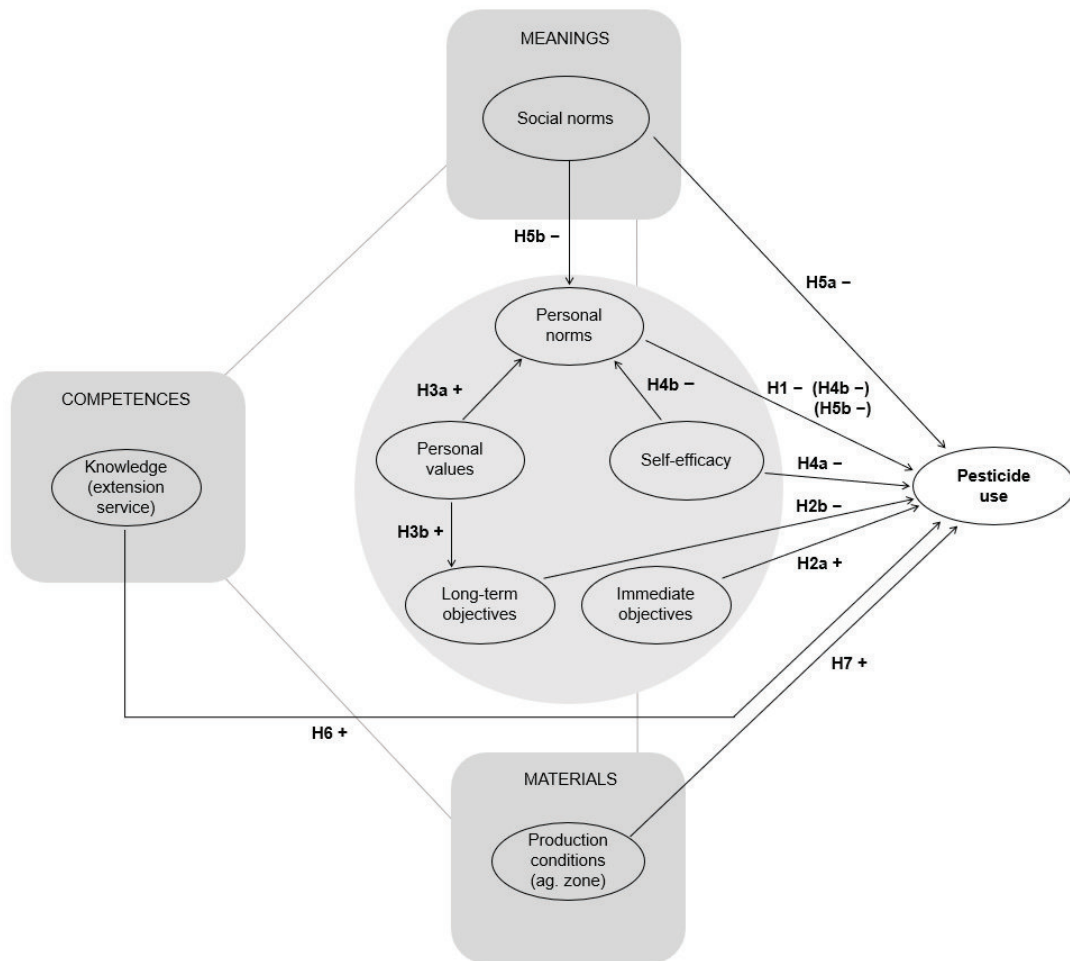 MEANINGS
Social norms
H5b −
H5a −
Personal
norms
H3a +
H4b −
H1 − (H4b −)
(H5b −)
COMPETENCES
Knowledge
(extension
service)
Personal
values
Self-efficacy
H4a −
Pesticide
use
H3b +
H2b −
H2a +
Long-term
objectives
Immediate
objectives
H7 +
H6 +
MATERIALS
Production
conditions
(ag. zone)